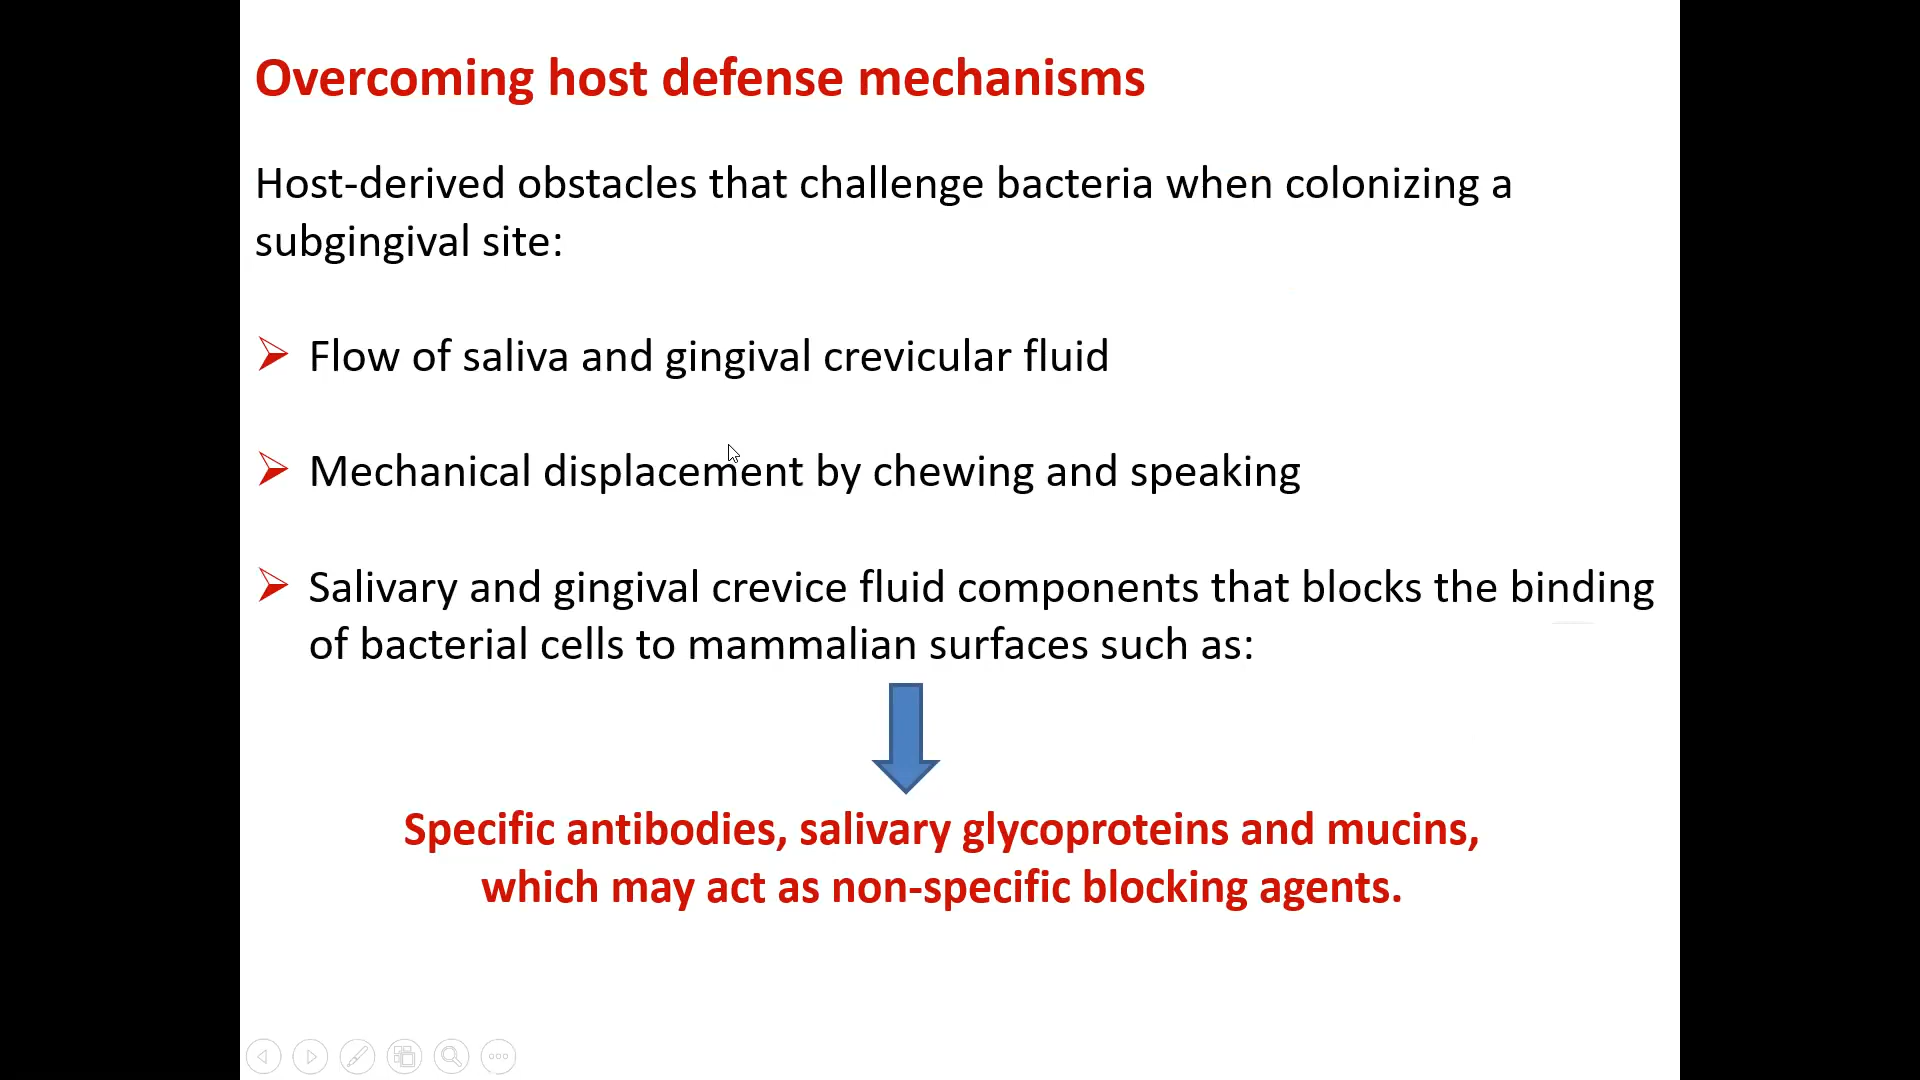 Overcoming host defense mechanisms
Host-derived obstacles that challenge bacteria when colonizing a
subgingival site:
Flow of saliva and gingival crevicular fluid
Mechanical displacement by chewing and speaking
Salivary and gingival crevice fluid components that blocks the binding
of bacterial cells to mammalian surfaces such as:
Specific antibodies, salivary glycoproteins and mucins,
which may act as non-specific blocking agents.